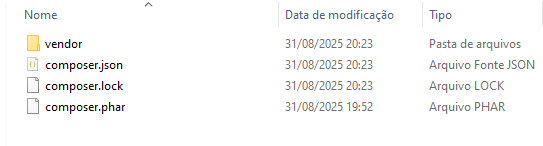 Nome Data de modificação Tipo
vendor 31/08/2025 20:23 Pasta de arquivos
composer.json 31/08/2025 20:23 Arquivo Fonte JSON
composer.lock 31/08/2025 20:23 Arquivo LOCK
composer.phar 31/08/2025 19:52 Arquivo PHAR